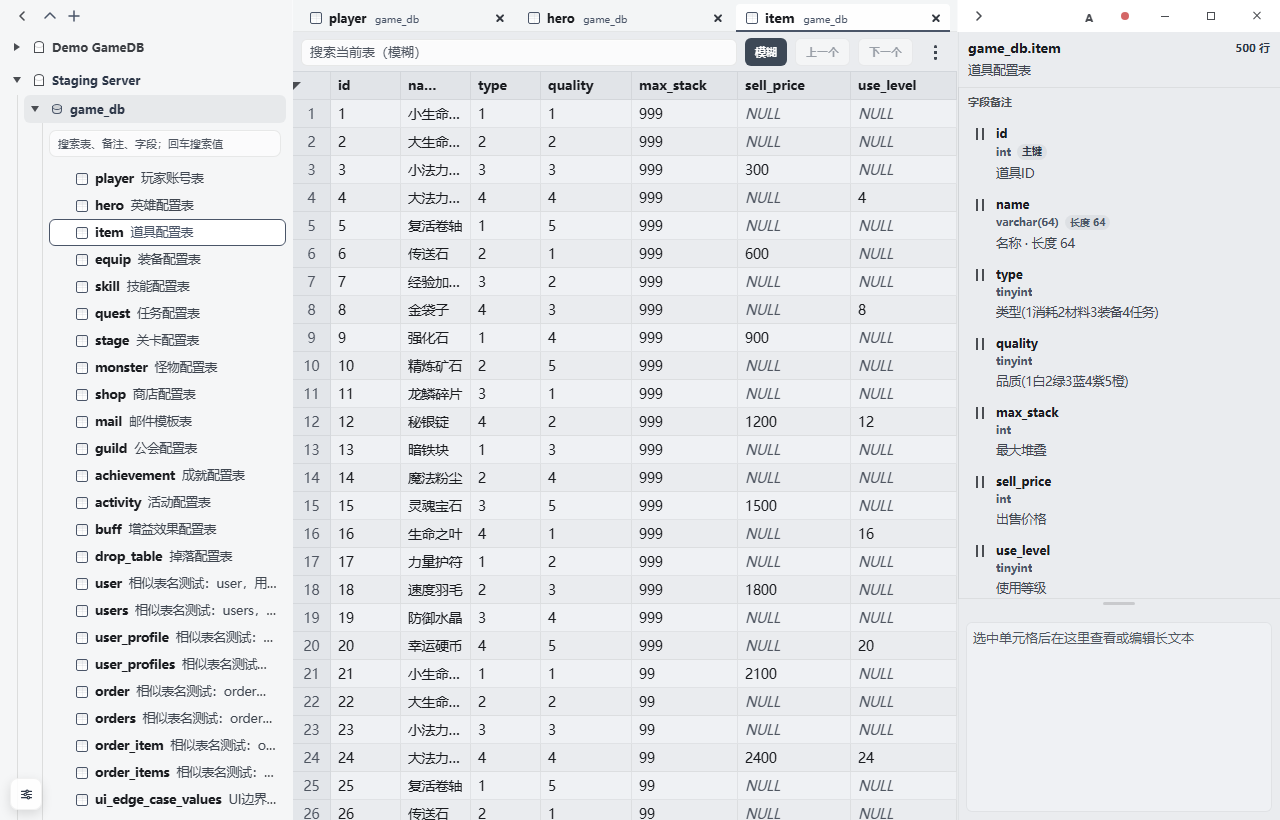 Demo GameDB
Staging Server
game_db
搜索表、备注、字段；回车搜索值
player 玩家账号表
hero 英雄配置表
item 道具配置表
equip 装备配置表
skill 技能配置表
quest 任务配置表
stage 关卡配置表
monster 怪物配置表
shop 商店配置表
mail 邮件模板表
guild 公会配置表
achievement 成就配置表
activity 活动配置表
buff 增益效果配置表
drop_table 掉落配置表
user 相似表名测试：user，用...
users 相似表名测试：users，...
user_profile 相似表名测试：...
user_profiles 相似表名测试...
order 相似表名测试：order...
orders 相似表名测试：order...
order_item 相似表名测试：o...
order_items 相似表名测试：...
ui_edge_case_values UI边界...
player game_db ×
hero game_db ×
item game_db ×
搜索当前表（模糊）
模糊
上一个
下一个
id na... type quality max_stack sell_price use_level
1 1 小生命... 1 1 999 NULL NULL
2 2 大生命... 2 2 999 NULL NULL
3 3 小法力... 3 3 999 300 NULL
4 4 大法力... 4 4 999 NULL 4
5 5 复活卷轴 1 5 999 NULL NULL
6 6 传送石 2 1 999 600 NULL
7 7 经验加... 3 2 999 NULL NULL
8 8 金袋子 4 3 999 NULL 8
9 9 强化石 1 4 999 900 NULL
10 10 精炼矿石 2 5 999 NULL NULL
11 11 龙鳞碎片 3 1 999 NULL NULL
12 12 秘银锭 4 2 999 1200 12
13 13 暗铁块 1 3 999 NULL NULL
14 14 魔法粉尘 2 4 999 NULL NULL
15 15 灵魂宝石 3 5 999 1500 NULL
16 16 生命之叶 4 1 999 NULL 16
17 17 力量护符 1 2 999 NULL NULL
18 18 速度羽毛 2 3 999 1800 NULL
19 19 防御水晶 3 4 999 NULL NULL
20 20 幸运硬币 4 5 999 NULL 20
21 21 小生命... 1 1 99 2100 NULL
22 22 大生命... 2 2 99 NULL NULL
23 23 小法力... 3 3 99 NULL NULL
24 24 大法力... 4 4 99 2400 24
25 25 复活卷轴 1 5 99 NULL NULL
26 26 传送石 2 1 99 NULL NULL
A
game_db.item 500 行
道具配置表
字段备注
id
int 主键
道具ID
name
varchar(64) 长度 64
名称 · 长度 64
type
tinyint
类型(1消耗2材料3装备4任务)
quality
tinyint
品质(1白2绿3蓝4紫5橙)
max_stack
int
最大堆叠
sell_price
int
出售价格
use_level
tinyint
使用等级
选中单元格后在这里查看或编辑长文本